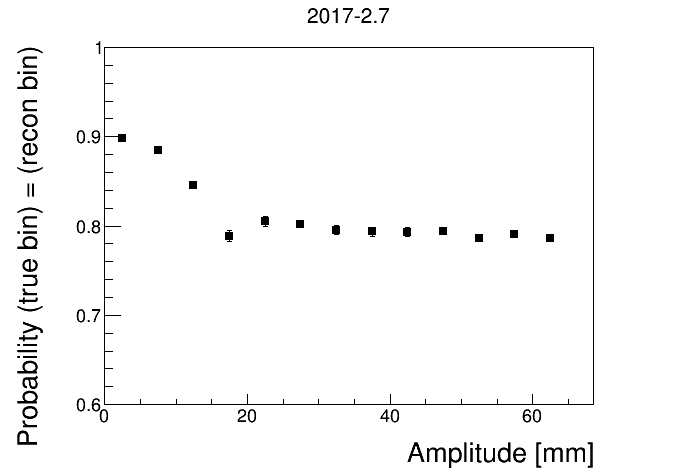 2017-2.7
Probability (true bin) = (recon bin)
1
0.9
0.8
0.7
0.6
0 20 40 60
Amplitude [mm]